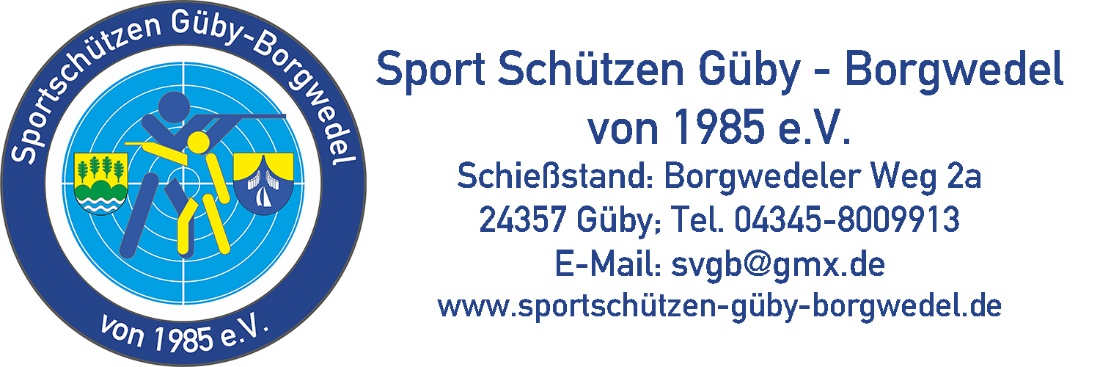 Sportschützen Güby-Borgwedel
von 1985 e.V.
Sport Schützen Güby - Borgwedel
von 1985 e.V.
Schießstand: Borgwedeler Weg 2a
24357 Güby; Tel. 04345-8009913
E-Mail: svgb@gmx.de
www.sportschützen-güby-borgwedel.de